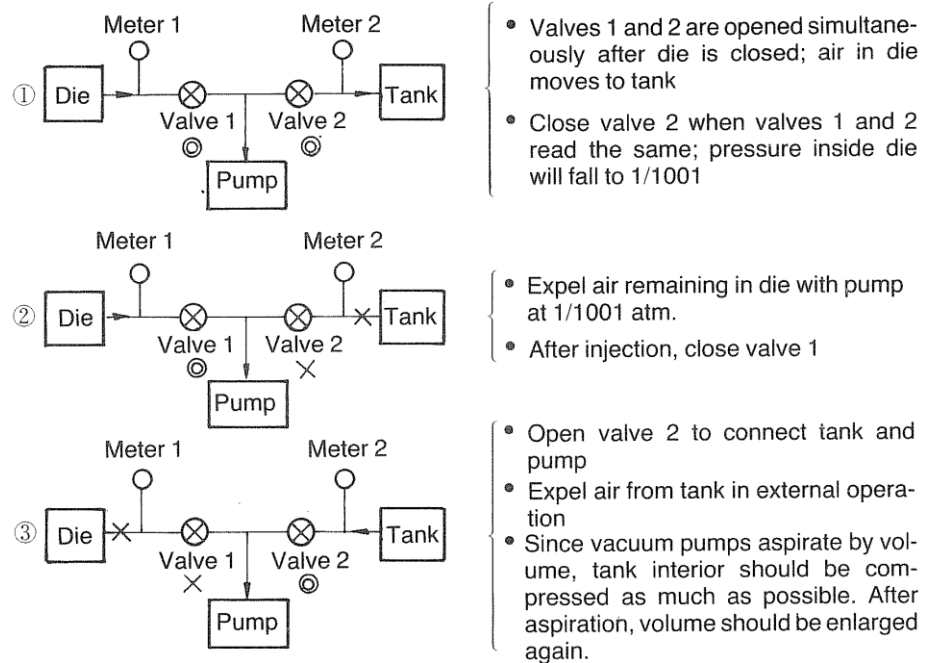 Meter 1
Meter 2
① Die
Valve 1
Valve 2
Tank
◎
◎
Pump
• Valves 1 and 2 are opened simultane-
ously after die is closed; air in die
moves to tank
• Close valve 2 when valves 1 and 2
read the same; pressure inside die
will fall to 1/1001
Meter 1
Meter 2
② Die
Valve 1
Valve 2
Tank
◎
×
Pump
• Expel air remaining in die with pump
at 1/1001 atm.
• After injection, close valve 1
Meter 1
Meter 2
③ Die
Valve 1
Valve 2
Tank
×
◎
Pump
• Open valve 2 to connect tank and
pump
• Expel air from tank in external opera-
tion
• Since vacuum pumps aspirate by vol-
ume, tank interior should be com-
pressed as much as possible. After
aspiration, volume should be enlarged
again.